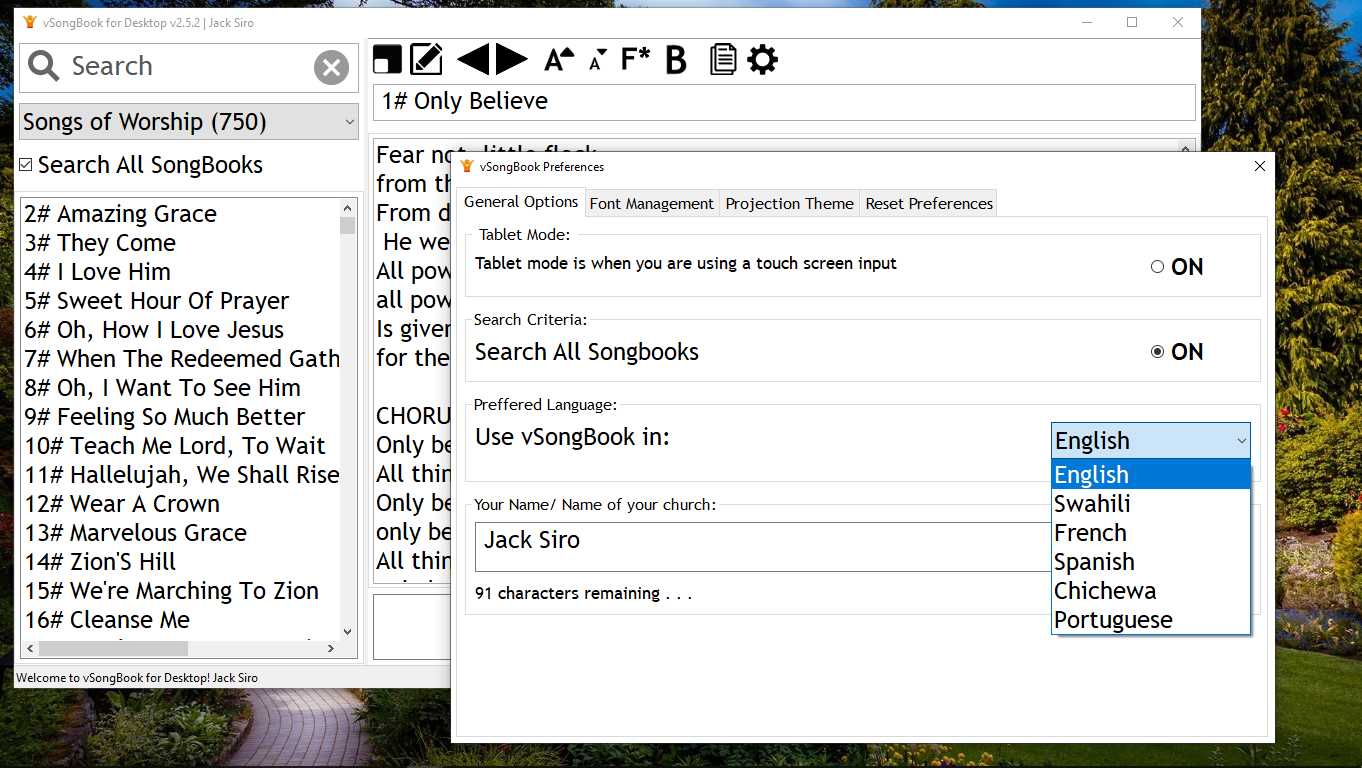 vSongBook for Desktop v2.5.2 | Jack Siro
Search
Songs of Worship (750)
Search All SongBooks
2# Amazing Grace
3# They Come
4# I Love Him
5# Sweet Hour Of Prayer
6# Oh, How I Love Jesus
7# When The Redeemed Gath
8# Oh, I Want To See Him
9# Feeling So Much Better
10# Teach Me Lord, To Wait
11# Hallelujah, We Shall Rise
12# Wear A Crown
13# Marvelous Grace
14# Zion'S Hill
15# We're Marching To Zion
16# Cleanse Me
Welcome to vSongBook for Desktop! Jack Siro
A A F* B
1# Only Believe
Fear not, little flock
from th
From d
He we
All pow
all pow
Is given
for the
CHORU
Only be
All thin
Only be
only be
All thin
vSongBook Preferences
General Options Font Management Projection Theme Reset Preferences
Tablet Mode:
Tablet mode is when you are using a touch screen input
ON
Search Criteria:
Search All Songbooks
ON
Preffered Language:
Use vSongBook in:
English
English
Swahili
French
Spanish
Chichewa
Portuguese
Your Name/ Name of your church:
Jack Siro
91 characters remaining . . .